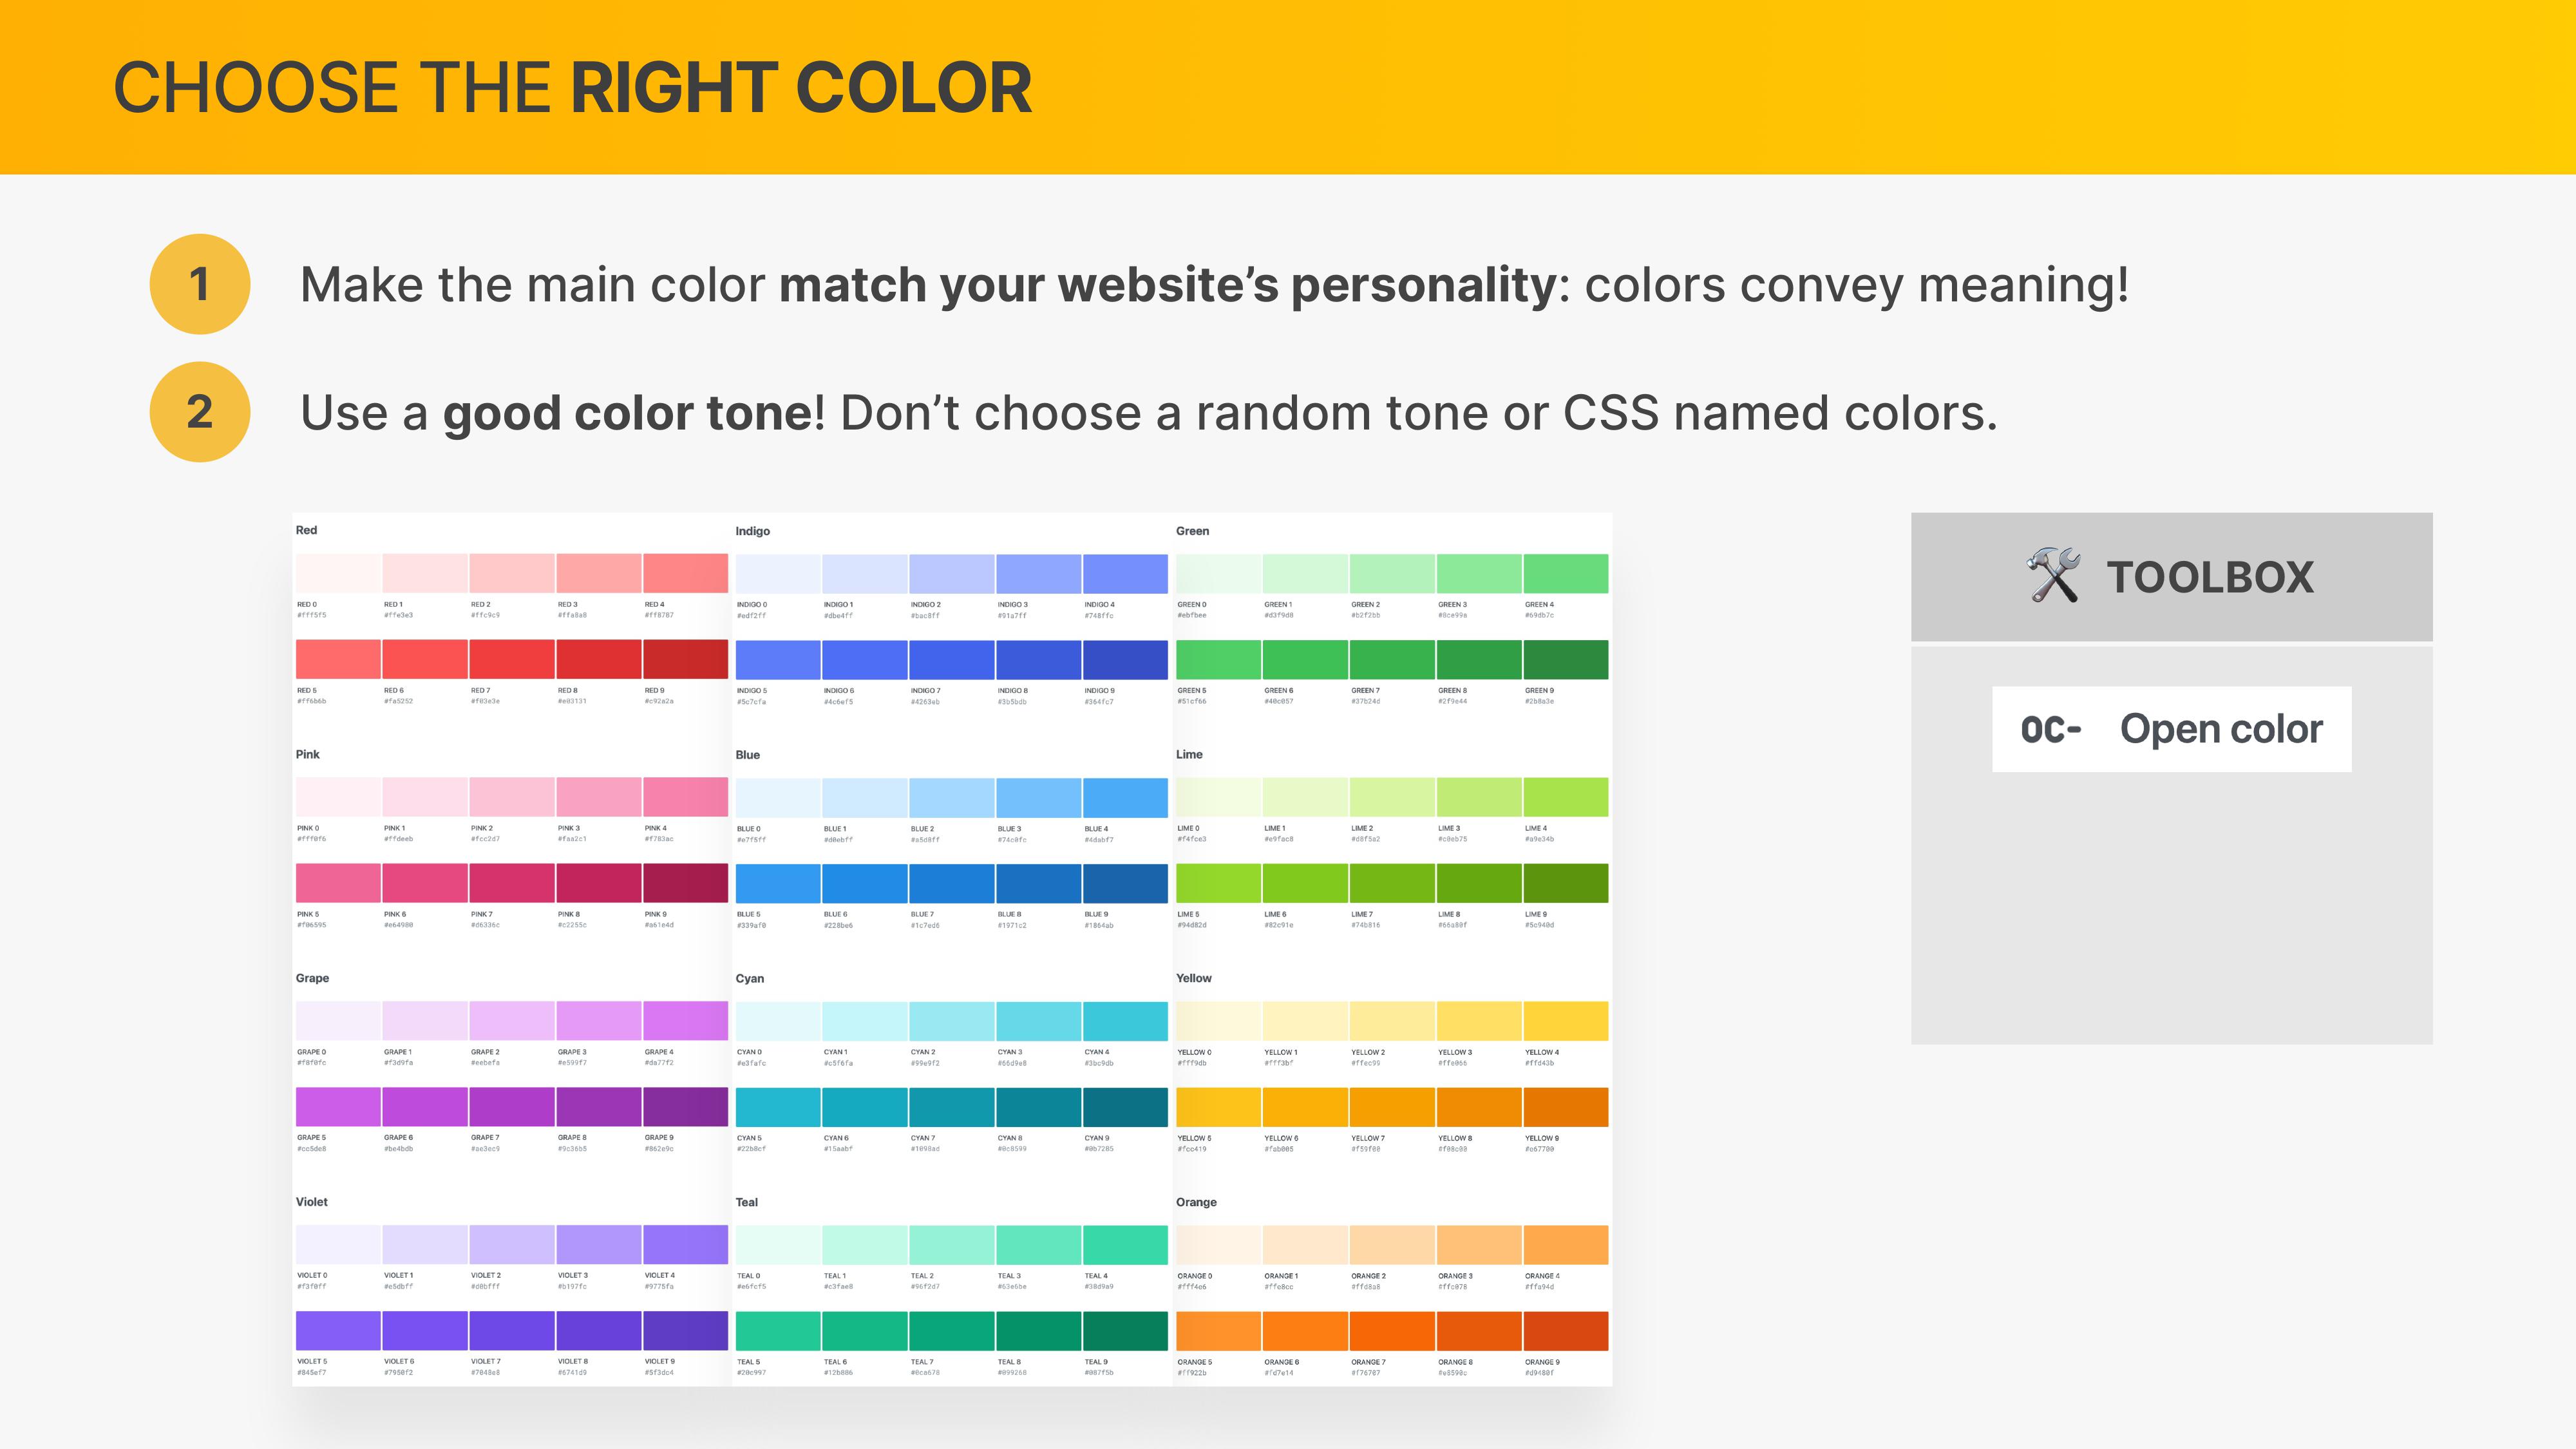 CHOOSE THE RIGHT COLOR
1
Make the main color match your website’s personality: colors convey meaning!
2
Use a good color tone! Don’t choose a random tone or CSS named colors.
Red
RED 0 RED 1 RED 2 RED 3 RED 4
#fff5f5 #ffe3e3 #ffc9c9 #ffa8a8 #ff8787
RED 5 RED 6 RED 7 RED 8 RED 9
#ff6b6b #fa5252 #f03e3e #e03131 #c92a2a
Pink
PINK 0 PINK 1 PINK 2 PINK 3 PINK 4
#fff0f6 #ffdeeb #fcc2d7 #faa2c1 #f783ac
PINK 5 PINK 6 PINK 7 PINK 8 PINK 9
#f06595 #e64980 #d6336c #c2255c #a61e4d
Grape
GRAPE 0 GRAPE 1 GRAPE 2 GRAPE 3 GRAPE 4
#f8f0fc #f3d9fa #eebefa #e599f7 #da77f2
GRAPE 5 GRAPE 6 GRAPE 7 GRAPE 8 GRAPE 9
#cc5de8 #be4bdb #ae3ec9 #9c36b5 #862e9c
Violet
VIOLET 0 VIOLET 1 VIOLET 2 VIOLET 3 VIOLET 4
#f3f0ff #e5dbff #d0bfff #b197fc #9775fa
VIOLET 5 VIOLET 6 VIOLET 7 VIOLET 8 VIOLET 9
#845ef7 #7950f2 #7048e8 #6741d9 #5f3dc4
Indigo
INDIGO 0 INDIGO 1 INDIGO 2 INDIGO 3 INDIGO 4
#edf2ff #dbe4ff #bac8ff #91a7ff #748ffc
INDIGO 5 INDIGO 6 INDIGO 7 INDIGO 8 INDIGO 9
#5c7cfa #4c6ef5 #4263eb #3b5bdb #364fc7
Blue
BLUE 0 BLUE 1 BLUE 2 BLUE 3 BLUE 4
#e7f5ff #d0ebff #a5d8ff #74c0fc #4dabf7
BLUE 5 BLUE 6 BLUE 7 BLUE 8 BLUE 9
#339af0 #228be6 #1c7ed6 #1971c2 #1864ab
Cyan
CYAN 0 CYAN 1 CYAN 2 CYAN 3 CYAN 4
#e3fafc #c5f6fa #99e9f2 #66d9e8 #3bc9db
CYAN 5 CYAN 6 CYAN 7 CYAN 8 CYAN 9
#22b8cf #15aabf #1098ad #0c8599 #0b7285
Teal
TEAL 0 TEAL 1 TEAL 2 TEAL 3 TEAL 4
#e6fcf5 #c3fae8 #96f2d7 #63e6be #38d9a9
TEAL 5 TEAL 6 TEAL 7 TEAL 8 TEAL 9
#20c997 #12b886 #0ca678 #099268 #087f5b
Green
GREEN 0 GREEN 1 GREEN 2 GREEN 3 GREEN 4
#ebfbee #d3f9d8 #b2f2bb #8ce99a #69db7c
GREEN 5 GREEN 6 GREEN 7 GREEN 8 GREEN 9
#51cf66 #40c057 #37b24d #2f9e44 #2b8a3e
Lime
LIME 0 LIME 1 LIME 2 LIME 3 LIME 4
#f4fce3 #e9fac8 #d8f5a2 #c0eb75 #a9e34b
LIME 5 LIME 6 LIME 7 LIME 8 LIME 9
#94d82d #82c91e #74b816 #66a80f #5c940d
Yellow
YELLOW 0 YELLOW 1 YELLOW 2 YELLOW 3 YELLOW 4
#fff9db #fff3bf #ffec99 #ffe066 #ffd43b
YELLOW 5 YELLOW 6 YELLOW 7 YELLOW 8 YELLOW 9
#fcc419 #fab005 #f59f00 #f08c00 #e67700
Orange
ORANGE 0 ORANGE 1 ORANGE 2 ORANGE 3 ORANGE 4
#fff4e6 #ffe8cc #ffd8a8 #ffc078 #ffa94d
ORANGE 5 ORANGE 6 ORANGE 7 ORANGE 8 ORANGE 9
#ff922b #fd7e14 #f76707 #e8590c #d9480f
TOOLBOX
OC- Open color